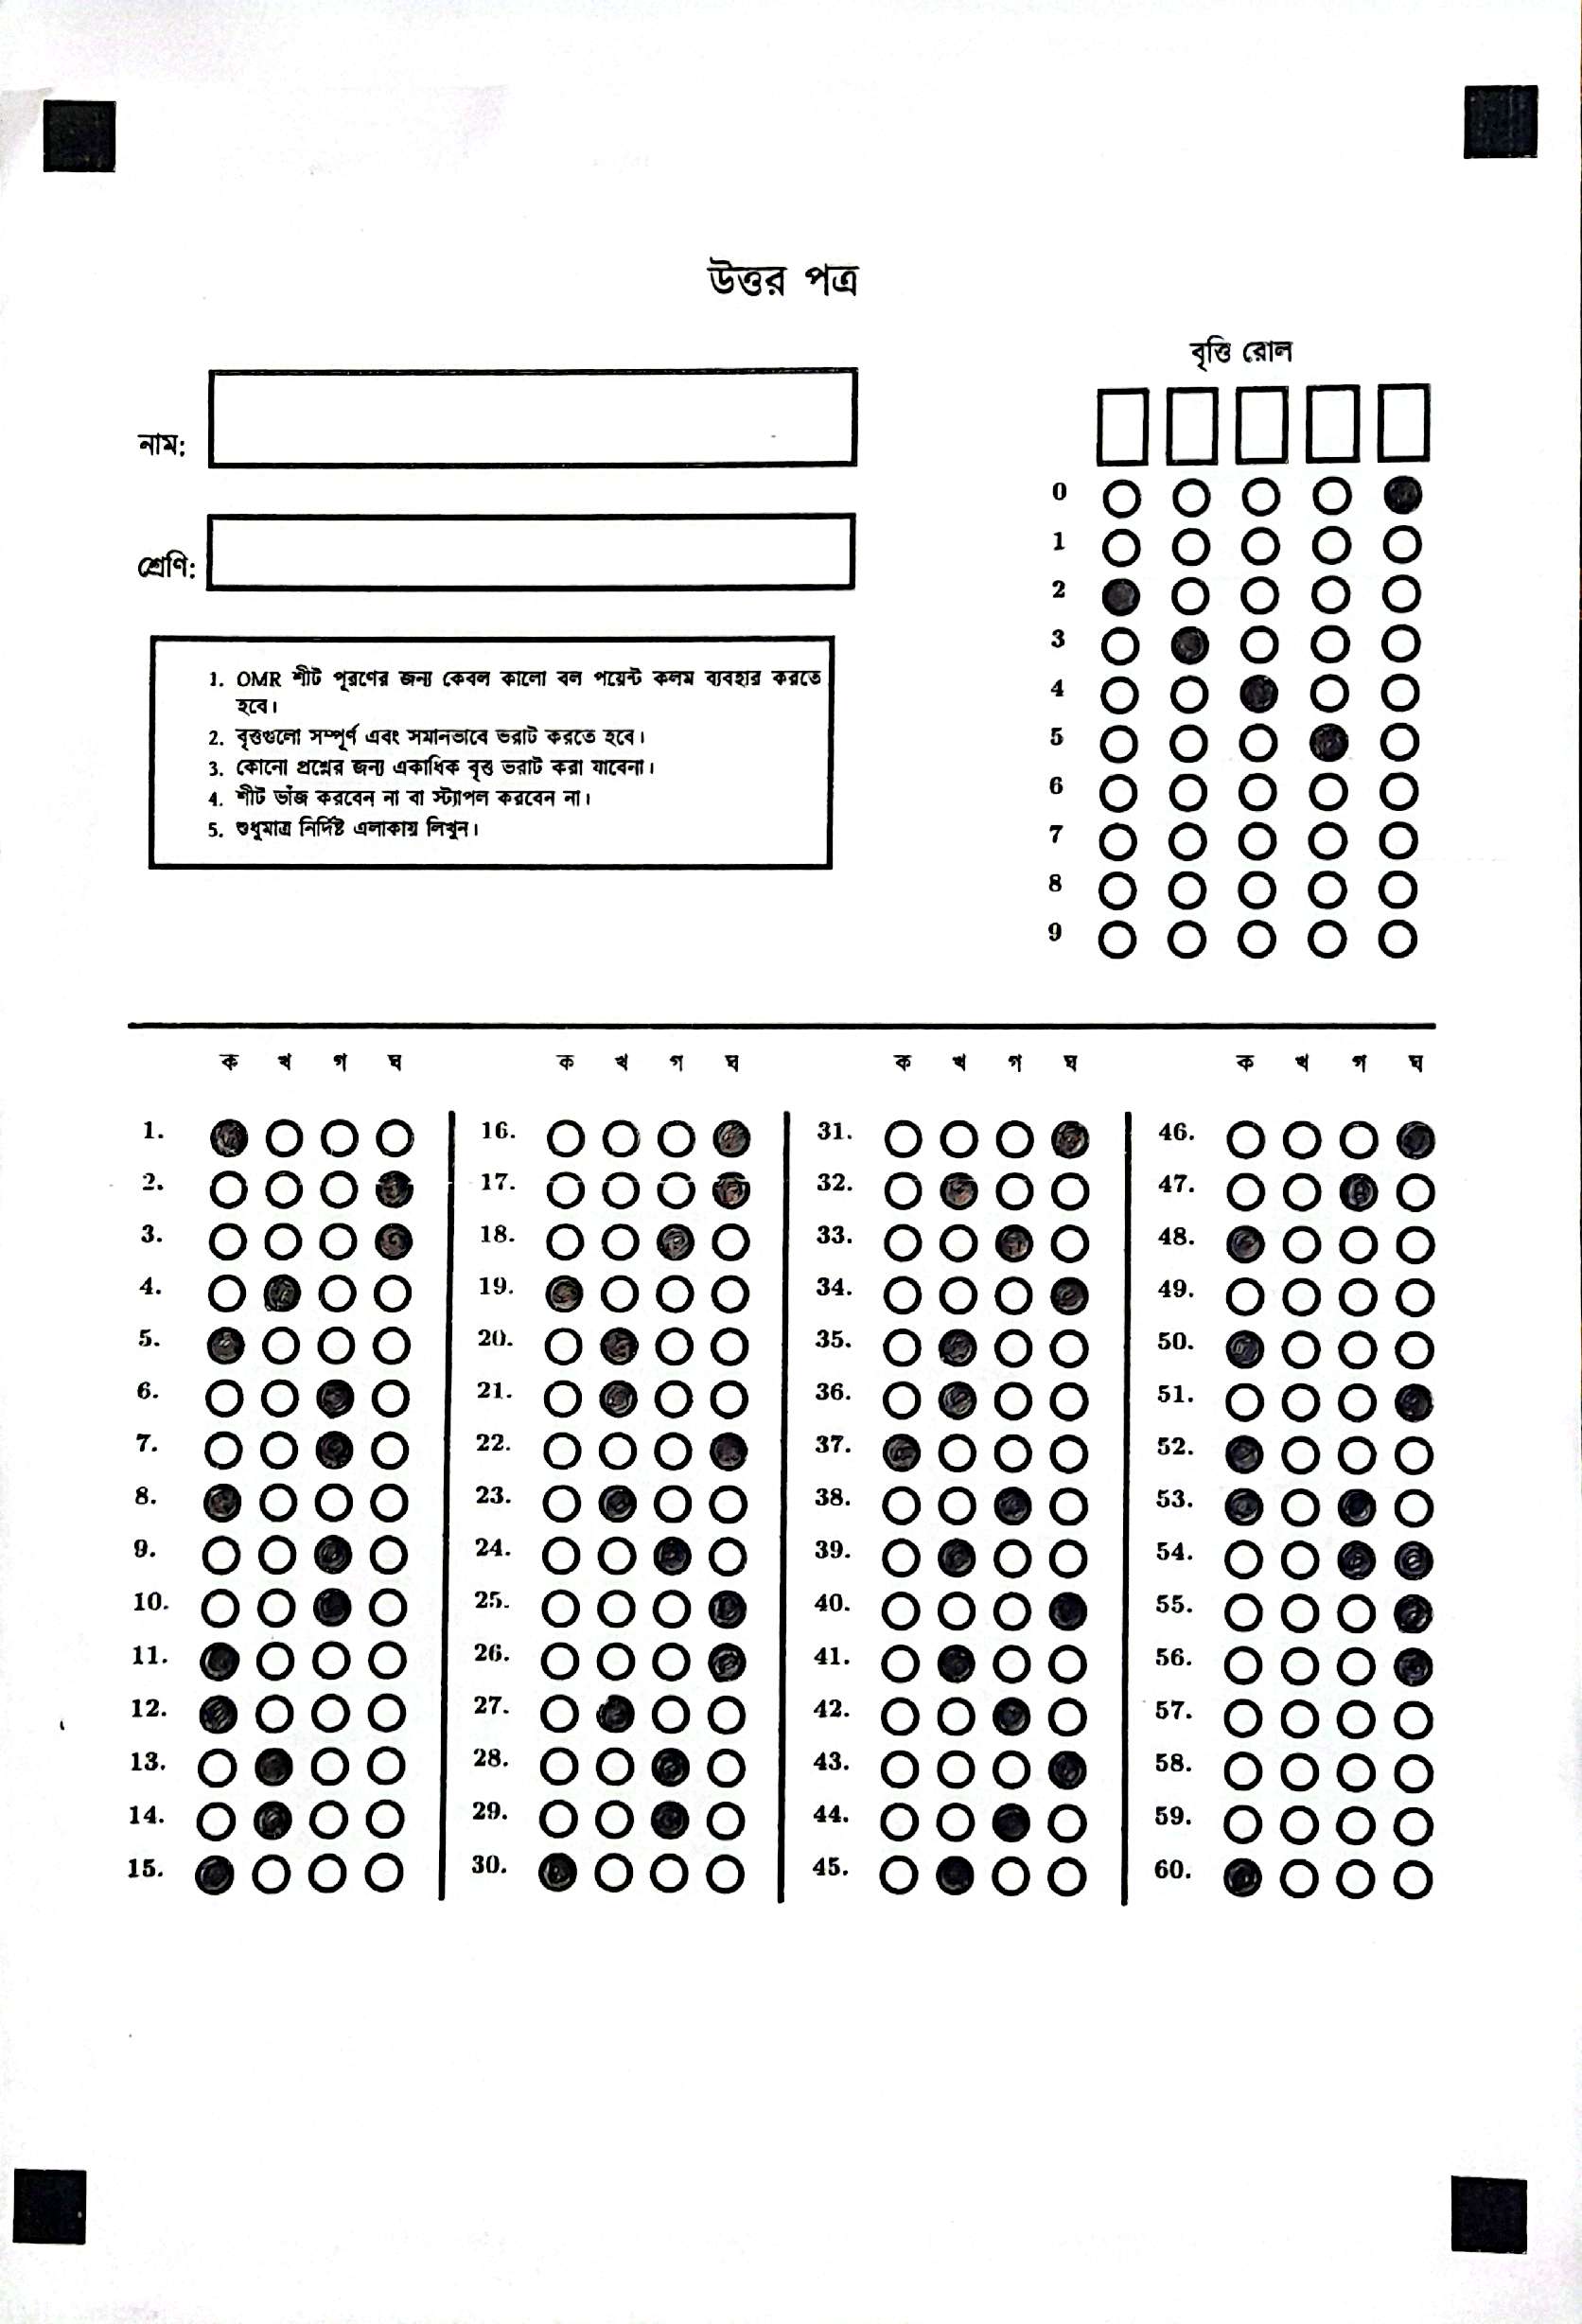 উত্তর পত্র
বৃত্তি রোল
নাম:
শ্রেণি:
0
1
2
3
4
5
6
7
8
9
1. OMR শীট পূরণের জন্য কেবল কালো বল পয়েন্ট কলম ব্যবহার করতে
হবে।
2. বৃত্তগুলো সম্পূর্ণ এবং সমানভাবে ভরাট করতে হবে।
3. কোনো প্রশ্নের জন্য একাধিক বৃত্ত ভরাট করা যাবেনা।
4. শীট ভাঁজ করবেন না বা স্ট্যাপল করবেন না।
5. শুধুমাত্র নির্দিষ্ট এলাকায় লিখুন।
ক খ গ ঘ ক খ গ ঘ ক খ গ ঘ ক খ গ ঘ
1. 16. 31. 46.
2. 17. 32. 47.
3. 18. 33. 48.
4. 19. 34. 49.
5. 20. 35. 50.
6. 21. 36. 51.
7. 22. 37. 52.
8. 23. 38. 53.
9. 24. 39. 54.
10. 25. 40. 55.
11. 26. 41. 56.
12. 27. 42. 57.
13. 28. 43. 58.
14. 29. 44. 59.
15. 30. 45. 60.